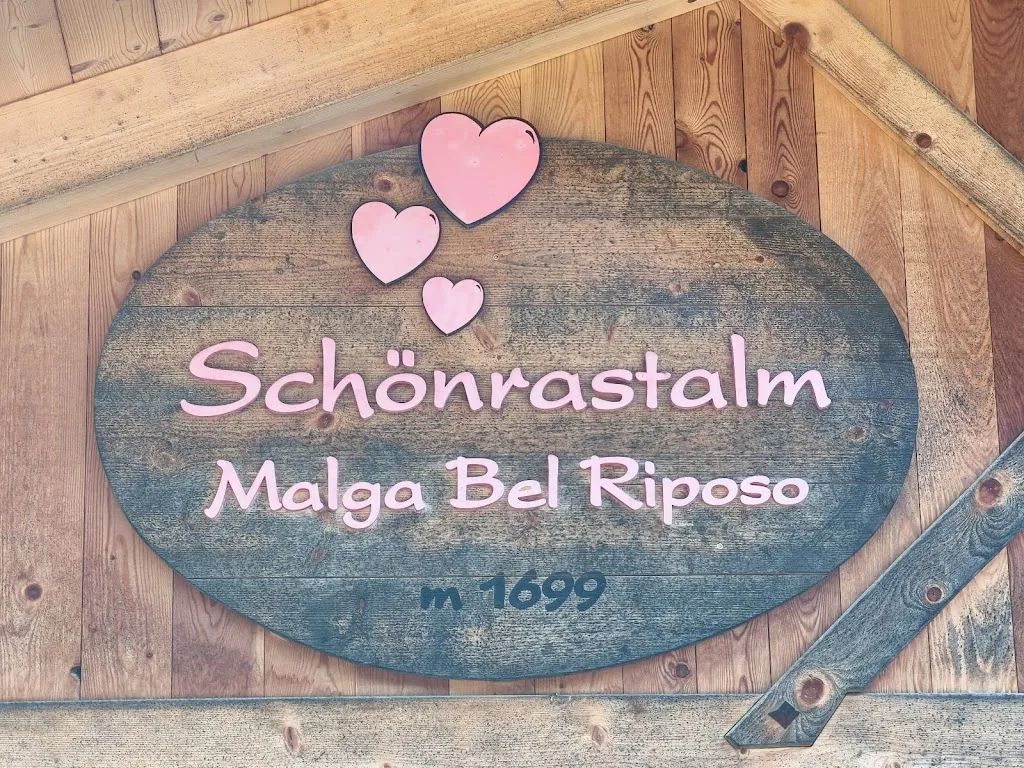 Schönrastalm
Malga Bel Riposo
m 1699